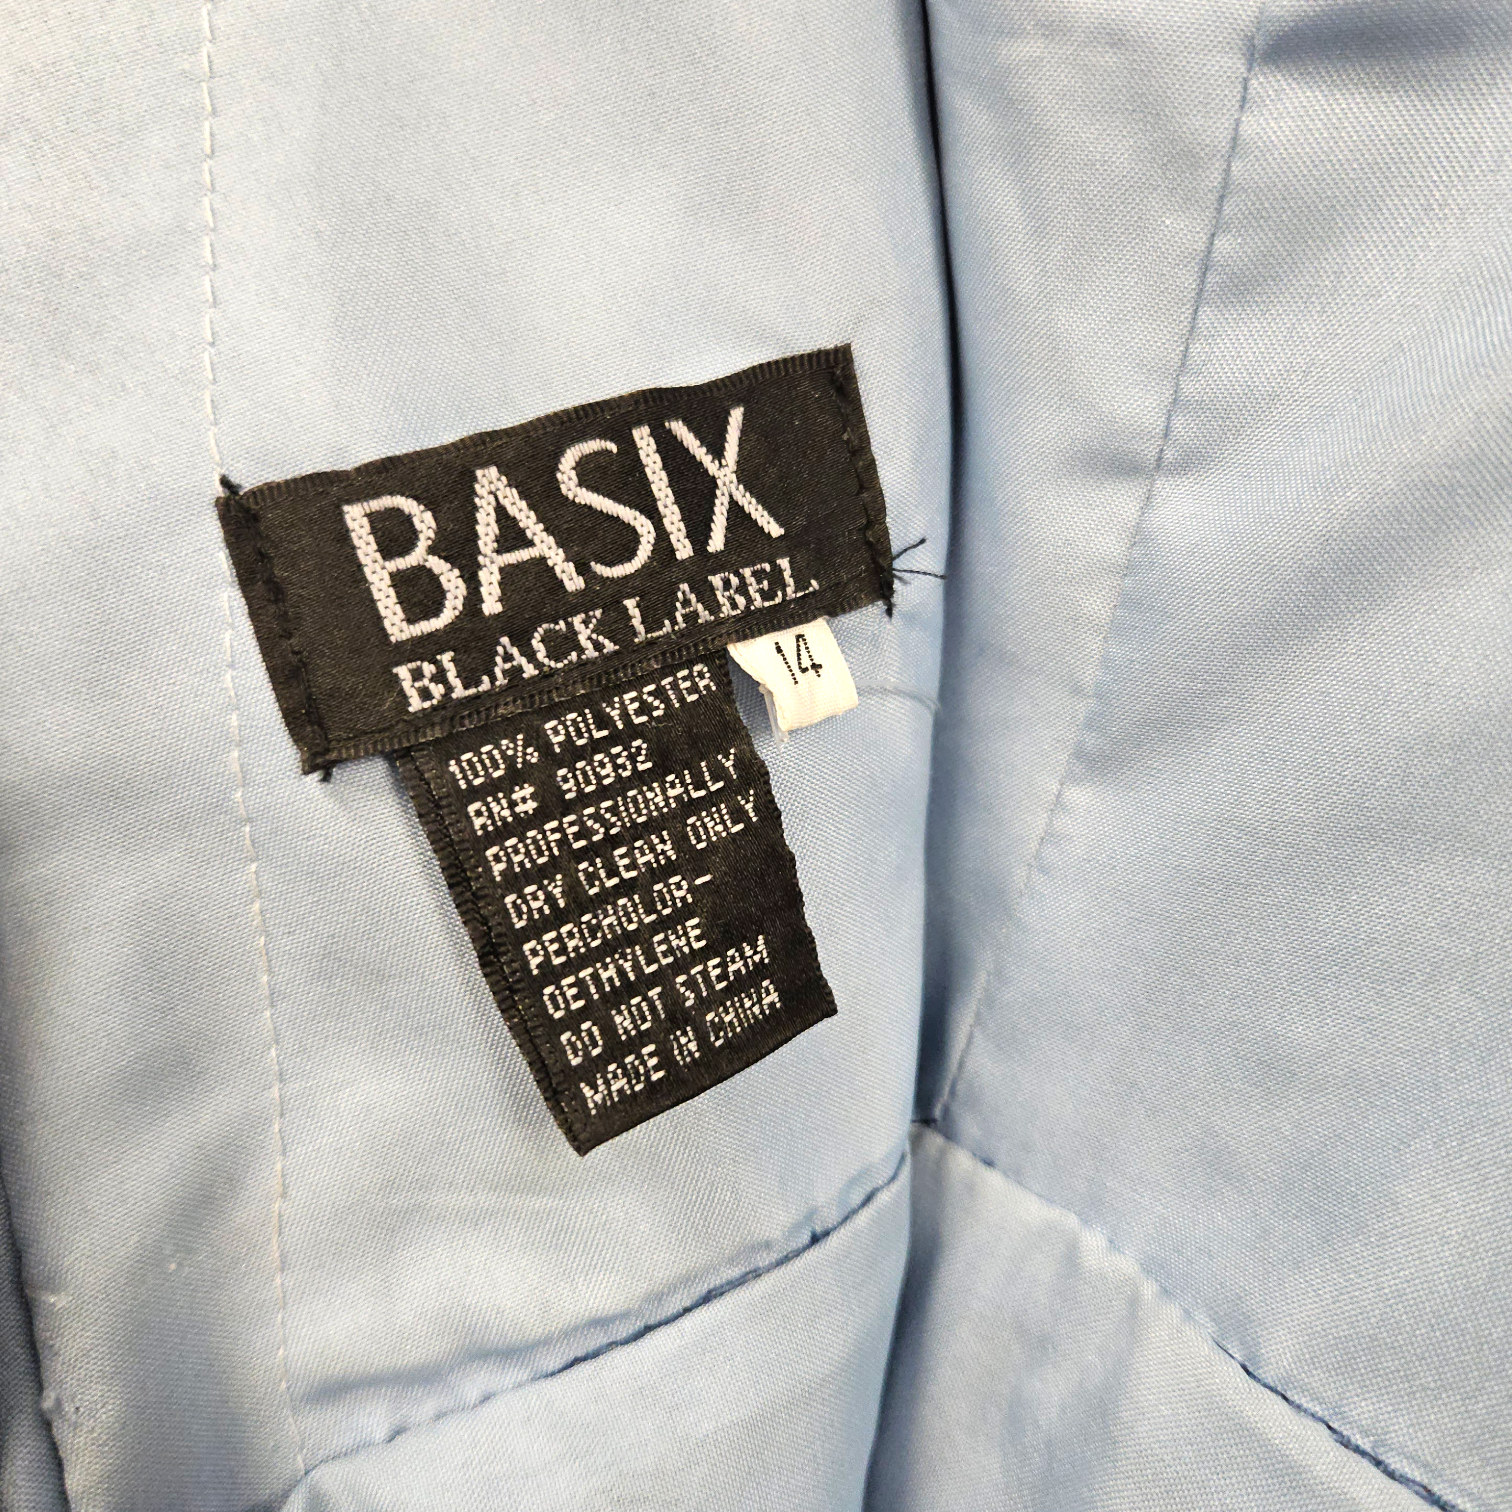 BASIX
BLACK LABEL
14
100% POLYESTER
RN# 90932
PROFESSIONALLY
DRY CLEAN ONLY
PERCHOLOR-
OETHYLENE
DO NOT STEAM
MADE IN CHINA